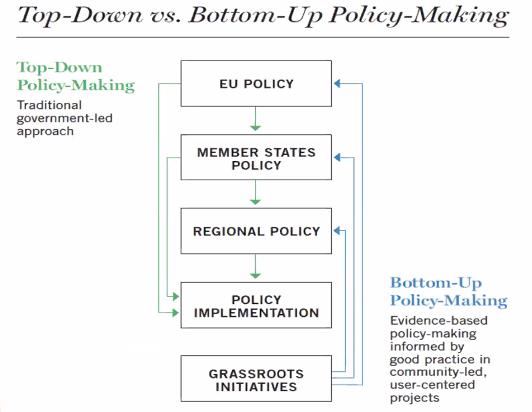 Top-Down vs. Bottom-Up Policy-Making
Top-Down
Policy-Making
Traditional
government-led
approach
EU POLICY
MEMBER STATES
POLICY
REGIONAL POLICY
POLICY
IMPLEMENTATION
GRASSROOTS
INITIATIVES
Bottom-Up
Policy-Making
Evidence-based
policy-making
informed by
good practice in
community-led,
user-centered
projects